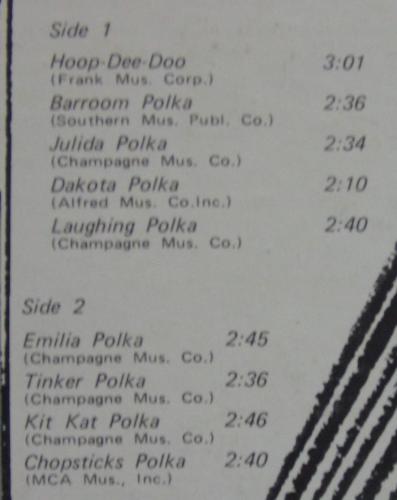 Side 1
Hoop-Dee-Doo 3:01
(Frank Mus. Corp.)
Barroom Polka 2:36
(Southern Mus. Publ. Co.)
Julida Polka 2:34
(Champagne Mus. Co.)
Dakota Polka 2:10
(Alfred Mus. Co.Inc.)
Laughing Polka 2:40
(Champagne Mus. Co.)
Side 2
Emilia Polka 2:45
(Champagne Mus. Co.)
Tinker Polka 2:36
(Champagne Mus. Co.)
Kit Kat Polka 2:46
(Champagne Mus. Co.)
Chopsticks Polka 2:40
(MCA Mus., Inc.)